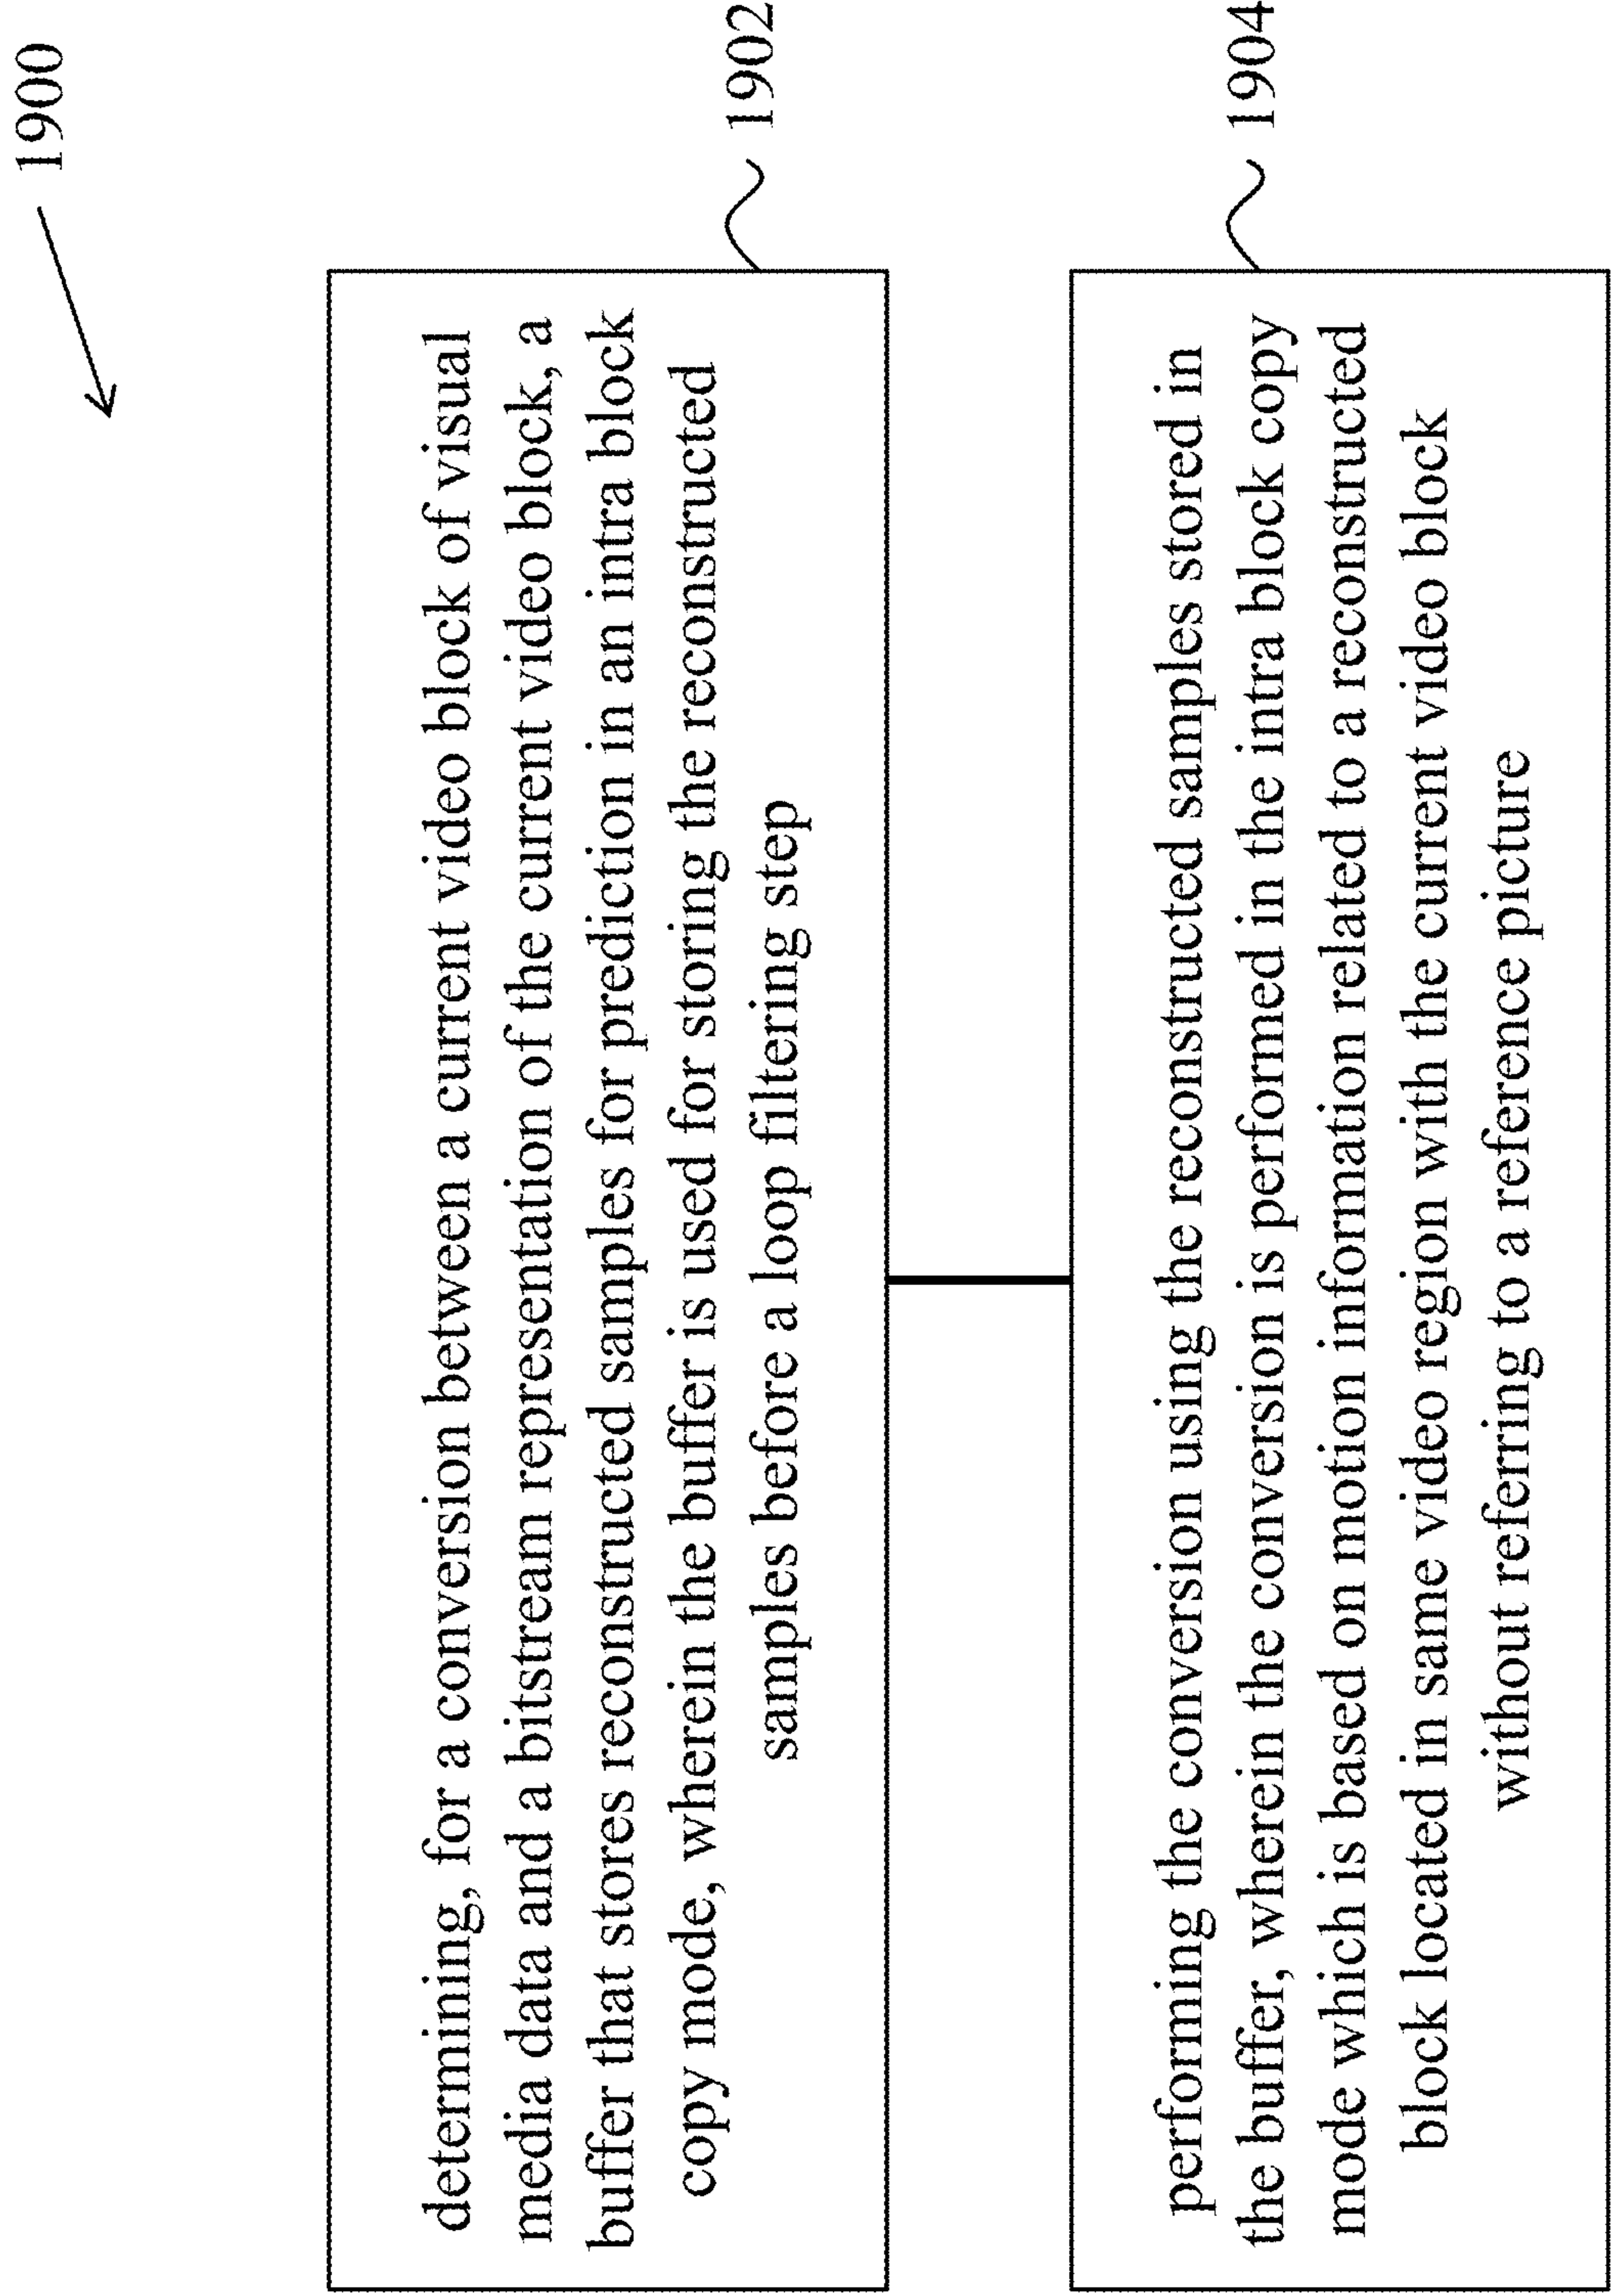 1900
determining, for a conversion between a current video block of visual
media data and a bitstream representation of the current video block, a
buffer that stores reconstructed samples for prediction in an intra block
copy mode, wherein the buffer is used for storing the reconstructed
samples before a loop filtering step
1902
performing the conversion using the reconstructed samples stored in
the buffer, wherein the conversion is performed in the intra block copy
mode which is based on motion information related to a reconstructed
block located in same video region with the current video block
without referring to a reference picture
1904